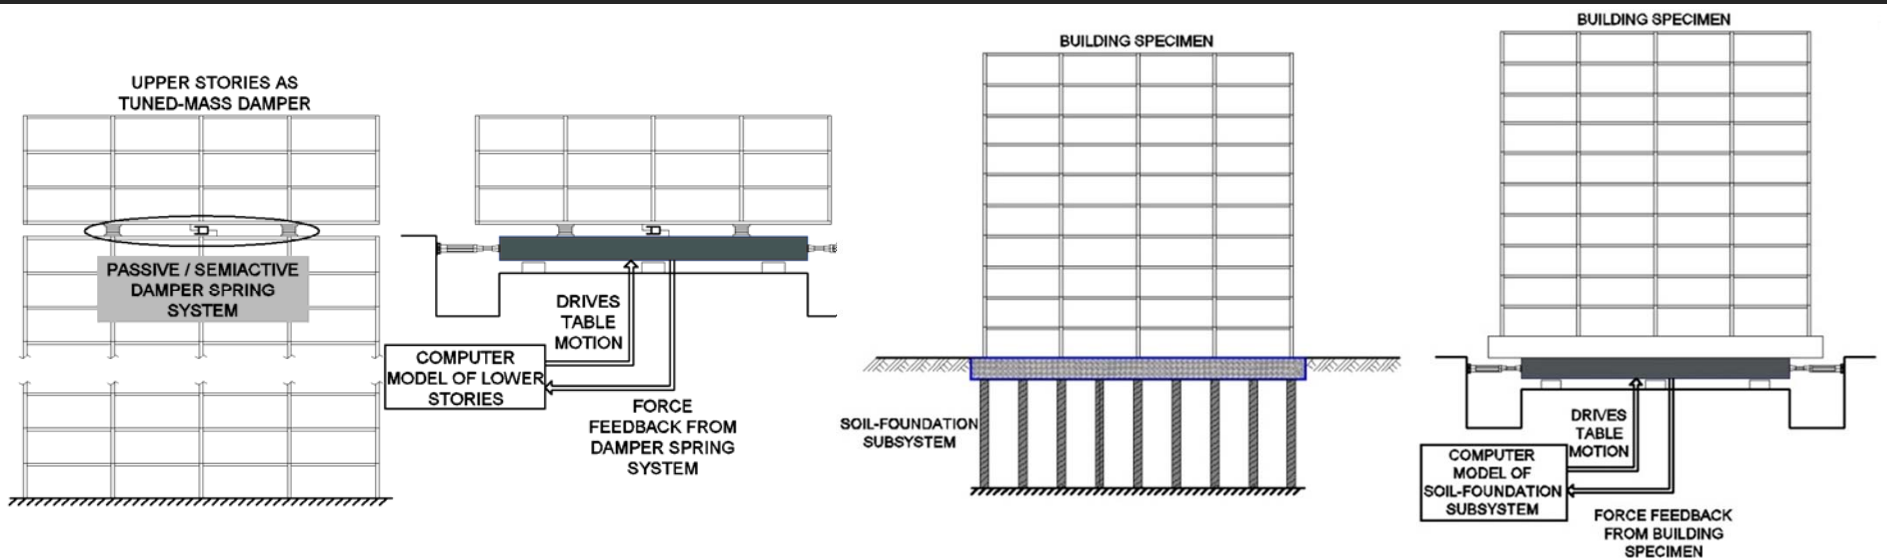 UPPER STORIES AS
TUNED-MASS DAMPER
PASSIVE / SEMIACTIVE
DAMPER SPRING
SYSTEM
DRIVES
TABLE
MOTION
COMPUTER
MODEL OF LOWER
STORIES
FORCE
FEEDBACK FROM
DAMPER SPRING
SYSTEM
BUILDING SPECIMEN
SOIL-FOUNDATION
SUBSYSTEM
BUILDING SPECIMEN
DRIVES
TABLE
MOTION
COMPUTER
MODEL OF
SOIL-FOUNDATION
SUBSYSTEM
FORCE FEEDBACK
FROM BUILDING
SPECIMEN